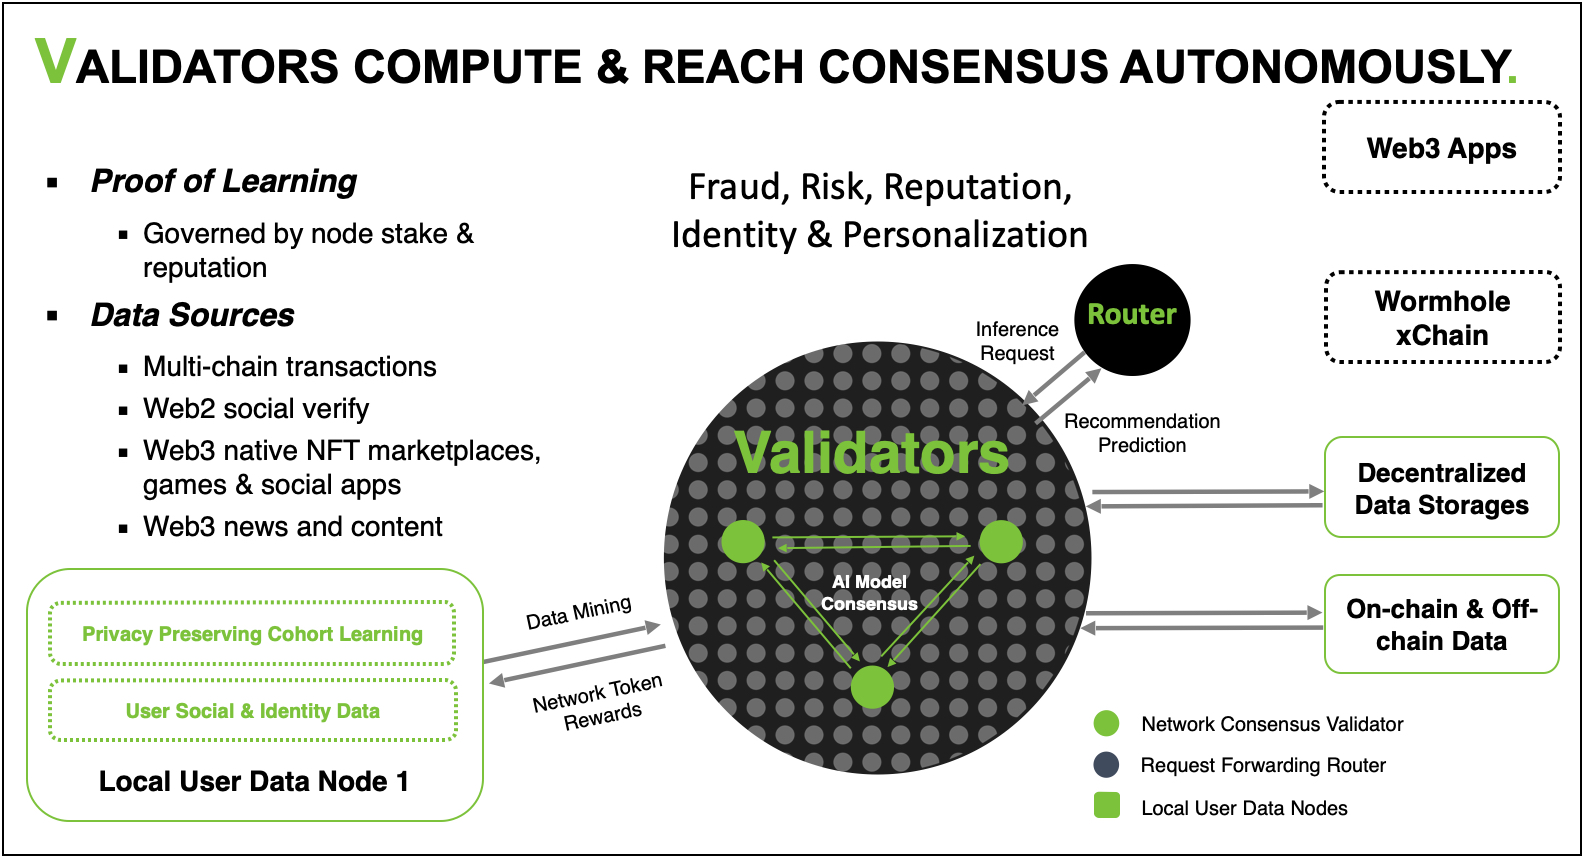 VALIDATORS COMPUTE & REACH CONSENSUS AUTONOMOUSLY.
Proof of Learning
Governed by node stake &
reputation
Data Sources
Multi-chain transactions
Web2 social verify
Web3 native NFT marketplaces,
games & social apps
Web3 news and content
Fraud, Risk, Reputation,
Identity & Personalization
Web3 Apps
Wormhole
xChain
Router
Inference
Request
Recommendation
Prediction
Validators
AI Model
Consensus
Decentralized
Data Storages
On-chain & Off-
chain Data
Privacy Preserving Cohort Learning
User Social & Identity Data
Local User Data Node 1
Data Mining
Network Token
Rewards
Network Consensus Validator
Request Forwarding Router
Local User Data Nodes